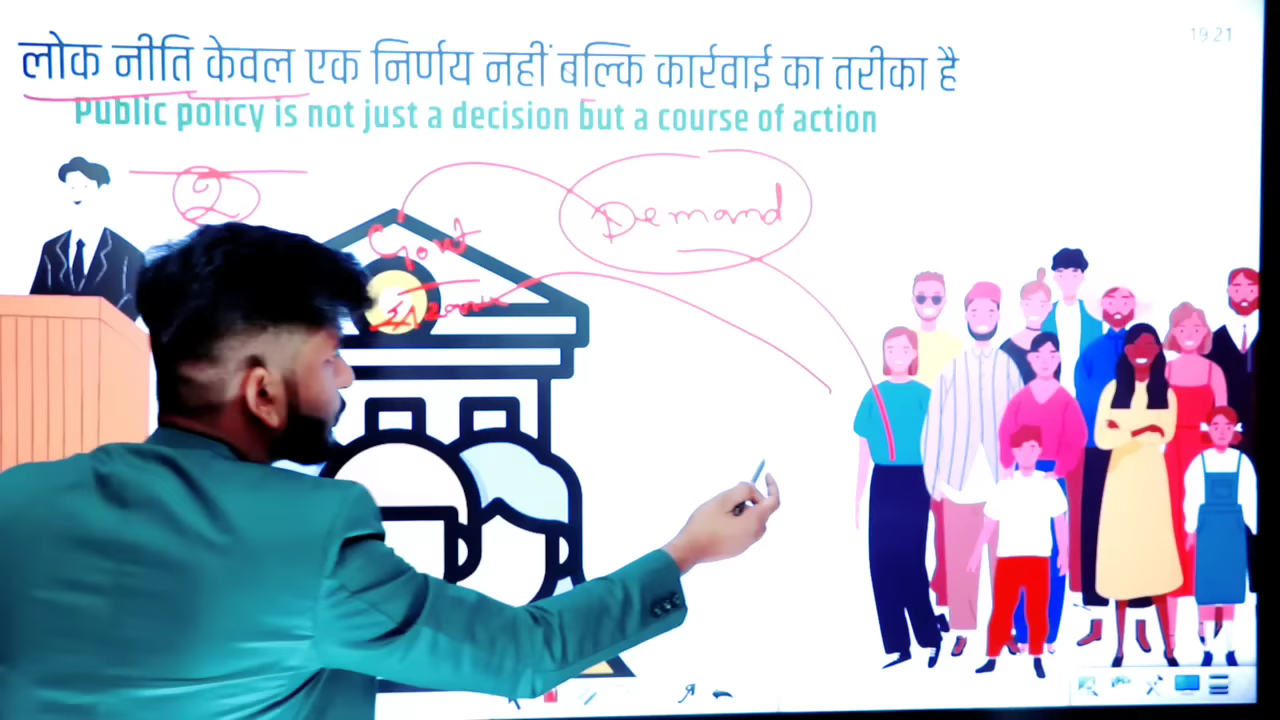 19:21
लोक नीति केवल एक निर्णय नहीं बल्कि कार्रवाई का तरीका है
Public policy is not just a decision but a course of action
2
Demand
Govt